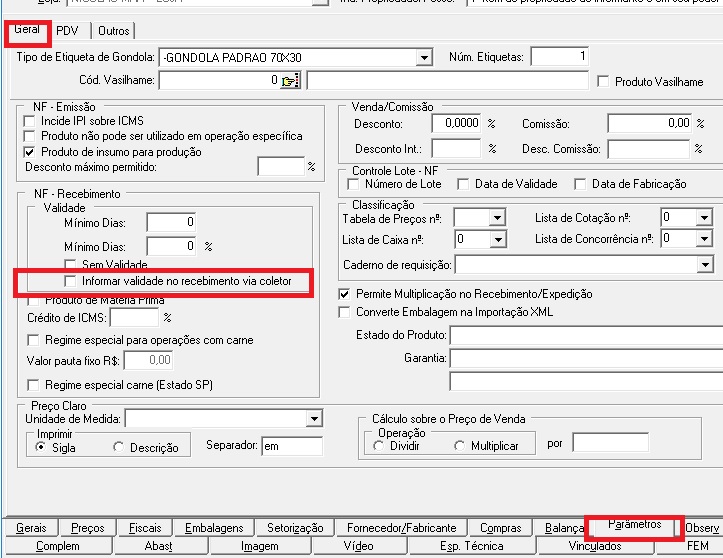 Geral PDV Outros
Tipo de Etiqueta de Gondola: -GONDOLA PADRAO 70X30 Núm. Etiquetas: 1
Cód. Vasilhame: 0 Produto Vasilhame
NF - Emissão
Incide IPI sobre ICMS
Produto não pode ser utilizado em operação específica
Produto de insumo para produção
Desconto máximo permitido: %
Venda/Comissão
Desconto: 0,0000 % Comissão: 0,00 %
Desconto Int.: % Desc. Comissão: %
Controle Lote - NF
Número de Lote Data de Validade Data de Fabricação
NF - Recebimento
Validade
Mínimo Dias: 0
Mínimo Dias: 0 %
Sem Validade
Informar validade no recebimento via coletor
Produto de Matéria Prima
Crédito de ICMS: %
Regime especial para operações com carne
Valor pauta fixo R$: 0,00
Regime especial carne (Estado SP)
Classificação
Tabela de Preços nº: Lista de Cotação nº: 0
Lista de Caixa nº: 0 Lista de Concorrência nº: 0
Caderno de requisição:
Permite Multiplicação no Recebimento/Expedição
Converte Embalagem na Importação XML
Estado do Produto:
Garantia:
Preço Claro
Unidade de Medida:
Imprimir
Sigla Descrição Separador: em
Cálculo sobre o Preço de Venda
Operação
Dividir Multiplicar por
Gerais Preços Fiscais Embalagens Setorização Fornecedor/Fabricante Compras Balança Parâmetros Observ
Complem Abast Imagem Vídeo Esp. Técnica Vinculados FEM